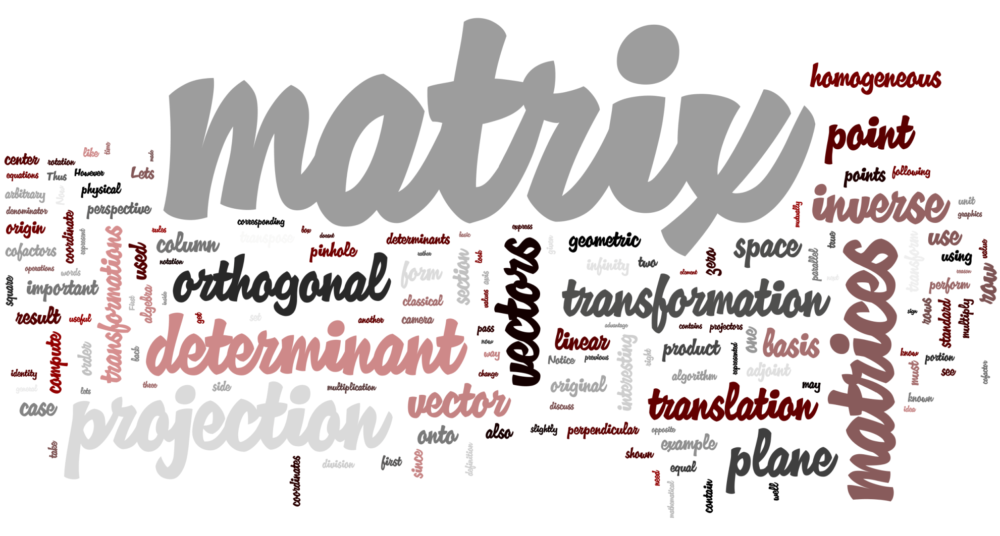 matrix
homogeneous
point
points
following
inverse
unit
graphics
mutually
like
time
made
center
rotation
equations
Thus
However
Lets
arbitrary
Now
physical
denominator
perspective
origin
coordinate
represent
cofactors
operations
words
transformations
used
rules
column
notation
corresponding
transpose
box
doesnt
pinhole
determinants
basic
rather
express
given
geometric
infinity
two
element
zero
space
parallel
true
next
transform
use
using
value
reason
row
perform
square
important
First
algebra
inside
orthogonal
form
section
look
axis
values
classical
camera
vectors
transformation
matrices
sign
rows
standard
multiply
result
useful
get
set
another
determinant
pass
now
way
change
advantage
contains
projectors
linear
Notice
previous
interesting
right
product
represented
one
basis
algorithm
adjoint
original
discuss
may
know
must
portion
see
cofactor
known
idea
compute
order
back
identity
general
lets
three
side
multiplication
case
projection
vector
translation
take
onto
also
slightly
perpendicular
opposite
example
plane
coordinates
division
first
since
definition
shown
equal
need
mathematical
contain
well